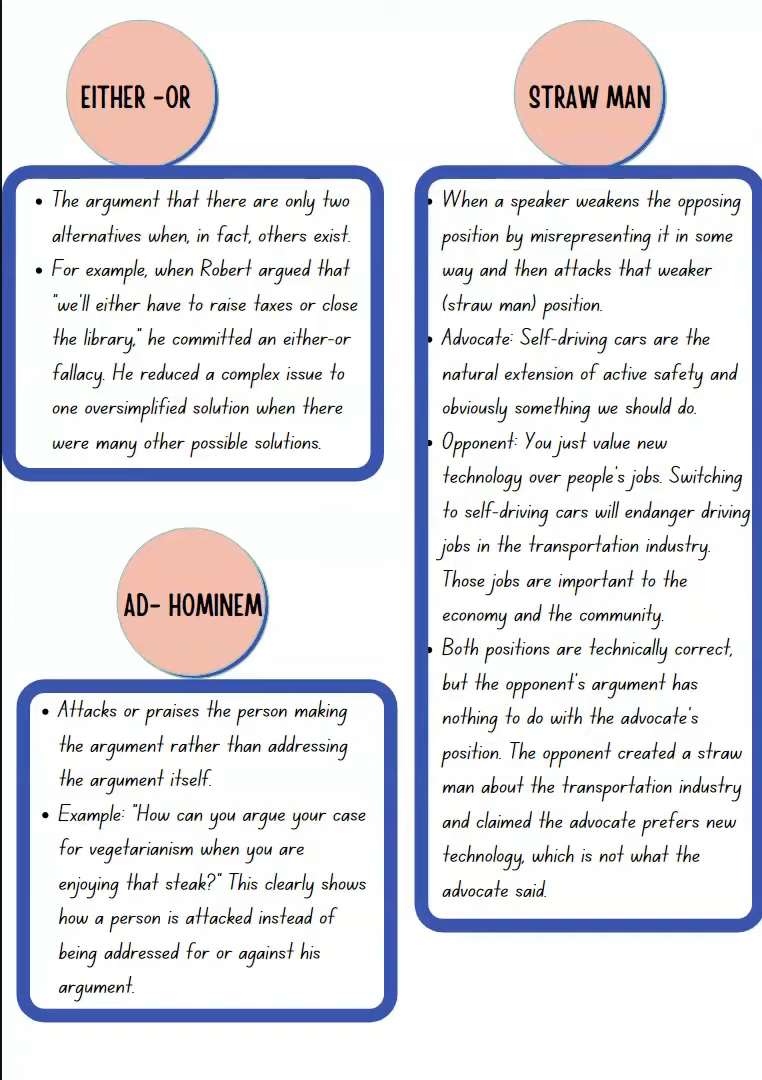 EITHER -OR
• The argument that there are only two
alternatives when, in fact, others exist.
• For example, when Robert argued that
"we'll either have to raise taxes or close
the library," he committed an either-or
fallacy. He reduced a complex issue to
one oversimplified solution when there
were many other possible solutions.
AD- HOMINEM
• Attacks or praises the person making
the argument rather than addressing
the argument itself.
• Example: "How can you argue your case
for vegetarianism when you are
enjoying that steak?" This clearly shows
how a person is attacked instead of
being addressed for or against his
argument.
STRAW MAN
• When a speaker weakens the opposing
position by misrepresenting it in some
way and then attacks that weaker
(straw man) position.
• Advocate: Self-driving cars are the
natural extension of active safety and
obviously something we should do.
• Opponent: You just value new
technology over people's jobs. Switching
to self-driving cars will endanger driving
jobs in the transportation industry.
Those jobs are important to the
economy and the community.
• Both positions are technically correct,
but the opponent's argument has
nothing to do with the advocate's
position. The opponent created a straw
man about the transportation industry
and claimed the advocate prefers new
technology, which is not what the
advocate said.